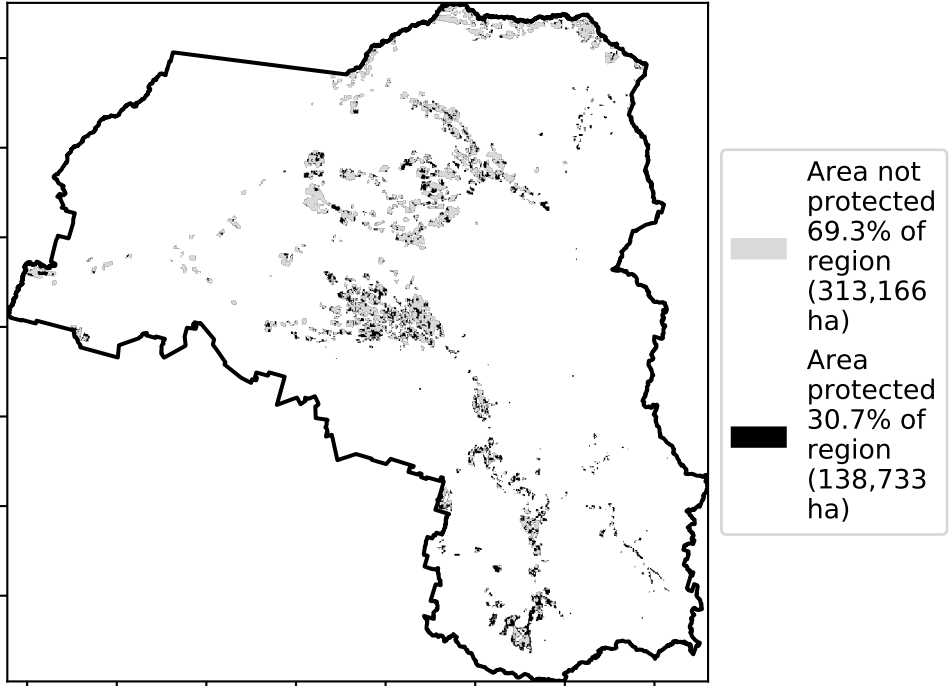 Area not
protected
69.3% of
region
(313,166
ha)
Area
protected
30.7% of
region
(138,733
ha)